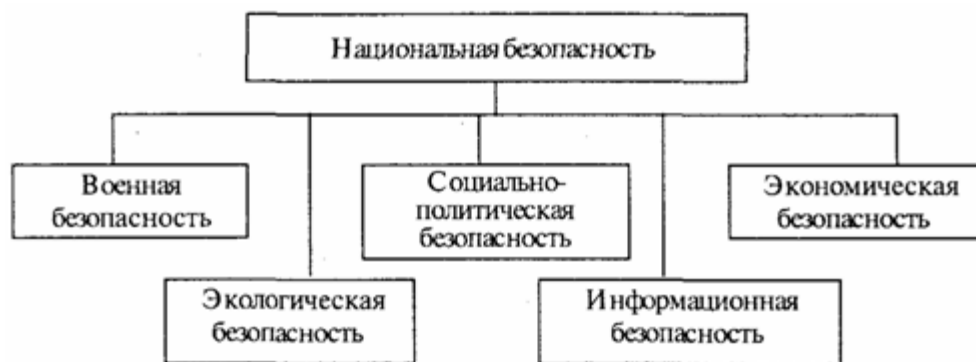 Национальная безопасность
Военная
безопасность
Социально-
политическая
безопасность
Экономическая
безопасность
Экологическая
безопасность
Информационная
безопасность